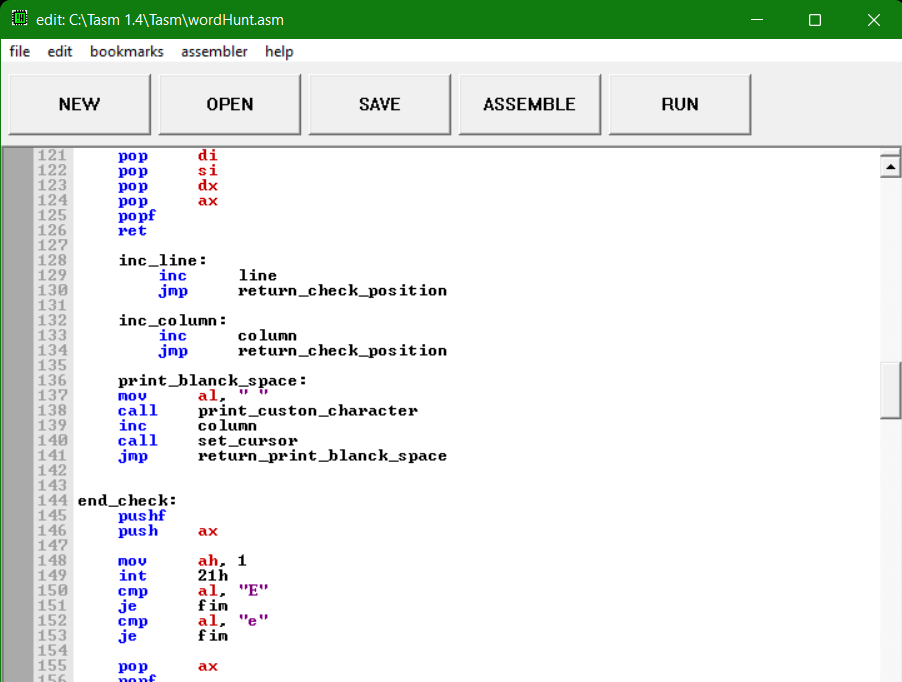 edit: C:\Tasm 1.4\Tasm\wordHunt.asm
file edit bookmarks assembler help
NEW OPEN SAVE ASSEMBLE RUN
121 pop di
122 pop si
123 pop dx
124 pop ax
125 popf
126 ret
127
128 inc_line:
129 inc line
130 jmp return_check_position
131
132 inc_column:
133 inc column
134 jmp return_check_position
135
136 print_blanck_space:
137 mov al, " "
138 call print_custon_character
139 inc column
140 call set_cursor
141 jmp return_print_blanck_space
142
143
144 end_check:
145 pushf
146 push ax
147
148 mov ah, 1
149 int 21h
150 cmp al, "E"
151 je fim
152 cmp al, "e"
153 je fim
154
155 pop ax
156 popf